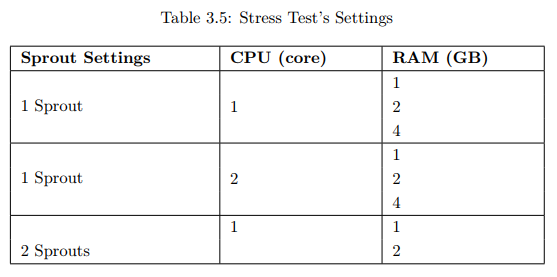 Table 3.5: Stress Test's Settings
Sprout Settings CPU (core) RAM (GB)
1
1 Sprout 1 2
4
1
1 Sprout 2 2
4
1 1
2 Sprouts 2